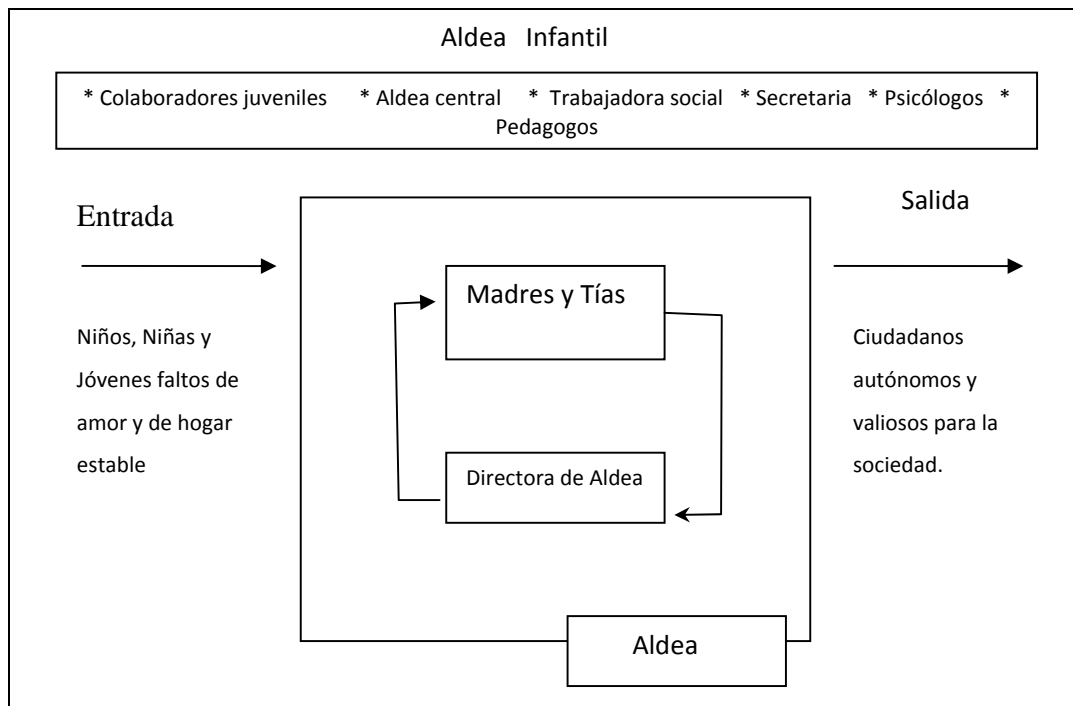 Aldea Infantil
* Colaboradores juveniles * Aldea central * Trabajadora social * Secretaria * Psicólogos *
Pedagogos
Entrada
Niños, Niñas y
Jóvenes faltos de
amor y de hogar
estable
Madres y Tías
Directora de Aldea
Aldea
Salida
Ciudadanos
autónomos y
valiosos para la
sociedad.